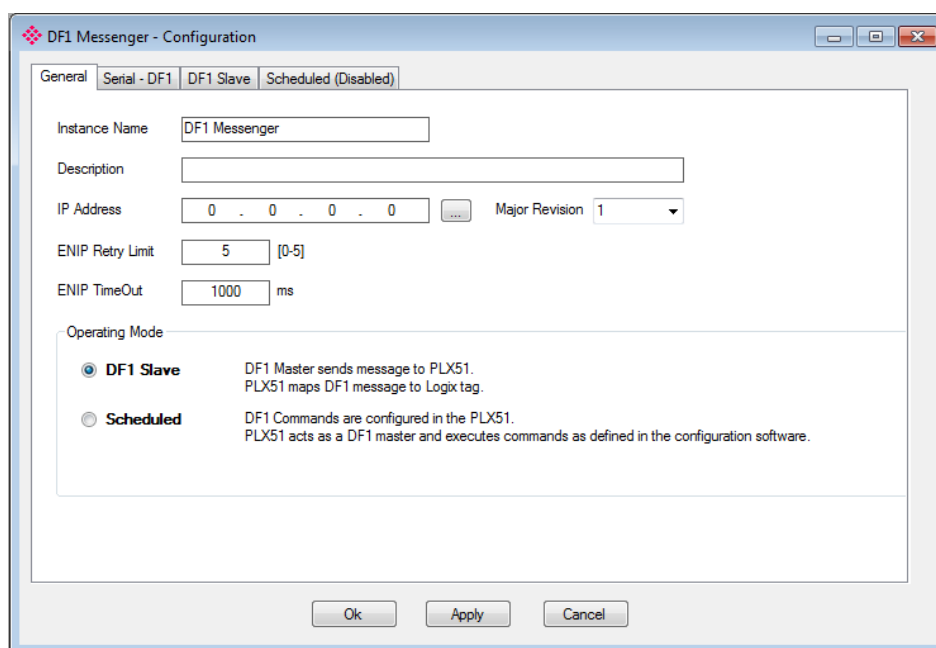 DF1 Messenger - Configuration
General Serial - DF1 DF1 Slave Scheduled (Disabled)
Instance Name DF1 Messenger
Description
IP Address 0 . 0 . 0 . 0 ... Major Revision 1
ENIP Retry Limit 5 [0-5]
ENIP TimeOut 1000 ms
Operating Mode
DF1 Slave DF1 Master sends message to PLX51.
PLX51 maps DF1 message to Logix tag.
Scheduled DF1 Commands are configured in the PLX51.
PLX51 acts as a DF1 master and executes commands as defined in the configuration software.
Ok Apply Cancel